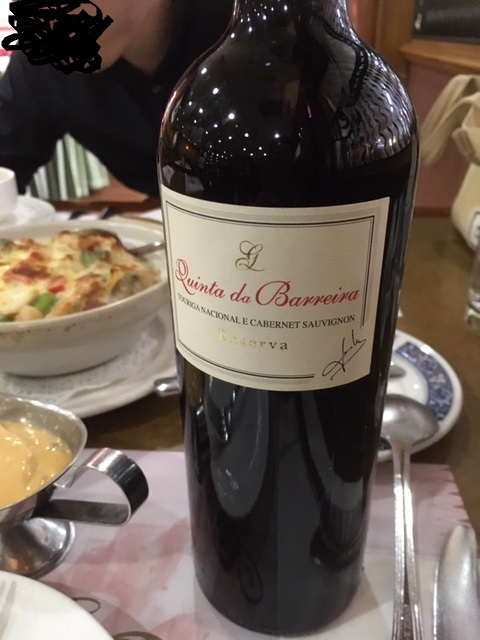 Quinta da Barreira
TOURIGA NACIONAL E CABERNET SAUVIGNON
Reserva